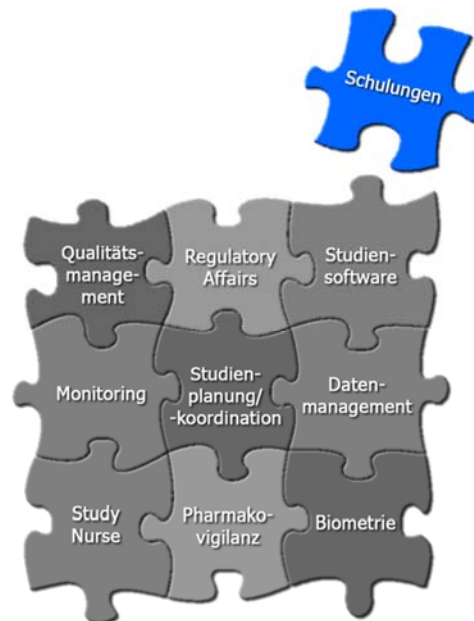 Schulungen
Qualitäts-
manage-
ment
Regulatory
Affairs
Studien-
software
Monitoring
Studien-
planung/
-koordination
Daten-
management
Study
Nurse
Pharmako-
vigilanz
Biometrie